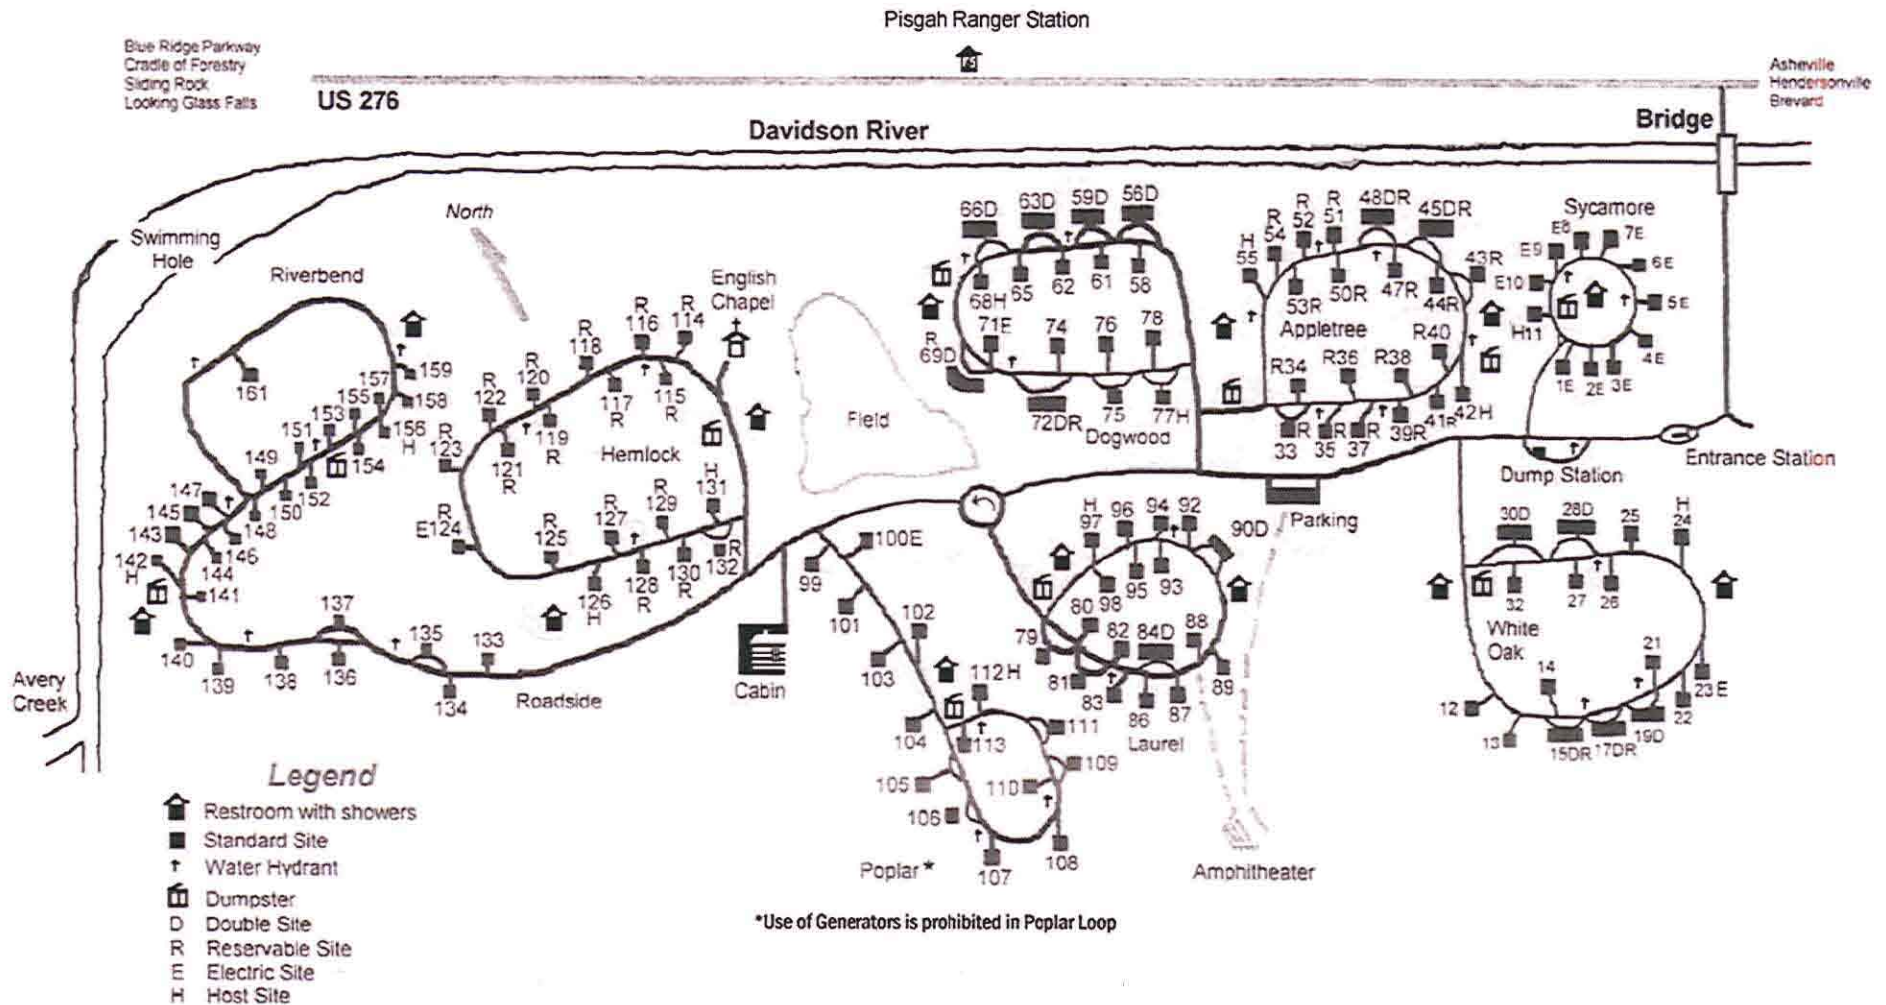 Pisgah Ranger Station
Blue Ridge Parkway
Cradle of Forestry
Sliding Rock
Looking Glass Falls
US 276
Asheville
Hendersonville
Brevard
Davidson River
Bridge
Swimming
Hole
North
Riverbend
English
Chapel
Hemlock
Field
Dogwood
Appletree
Sycamore
Dump Station
Entrance Station
Parking
White
Oak
Laurel
Amphitheater
Poplar*
Cabin
Roadside
Avery
Creek
66D
63D
59D
56D
68H
65
62
61
58
R
69D
71E
74
76
78
72DR
75
77H
H
55
R
54
R
52
R
51
48DR
45DR
43R
53R
50R
47R
44R
R40
R34
R36
R38
R
33
R
35
R
37
39R
41R
42H
E9
E8
7E
6E
5E
4E
3E
2E
1E
H11
E10
30D
28D
25
H
24
32
27
26
21
14
12
13
15DR
17DR
19D
22
23E
H
97
96
94
92
90D
98
95
93
80
79
82
84D
88
81
83
86
87
89
100E
99
101
102
103
104
112H
113
111
105
110
109
106
107
108
161
159
158
157
155
153
151
149
147
145
143
142
H
156
H
154
152
150
148
146
144
141
140
139
138
137
136
135
134
133
R
114
R
116
R
118
R
120
R
122
R
123
115
R
117
R
119
R
121
R
R
E124
R
125
R
127
R
129
H
131
126
H
128
R
130
R
R
132
Legend
Restroom with showers
Standard Site
Water Hydrant
Dumpster
D Double Site
R Reservable Site
E Electric Site
H Host Site
*Use of Generators is prohibited in Poplar Loop